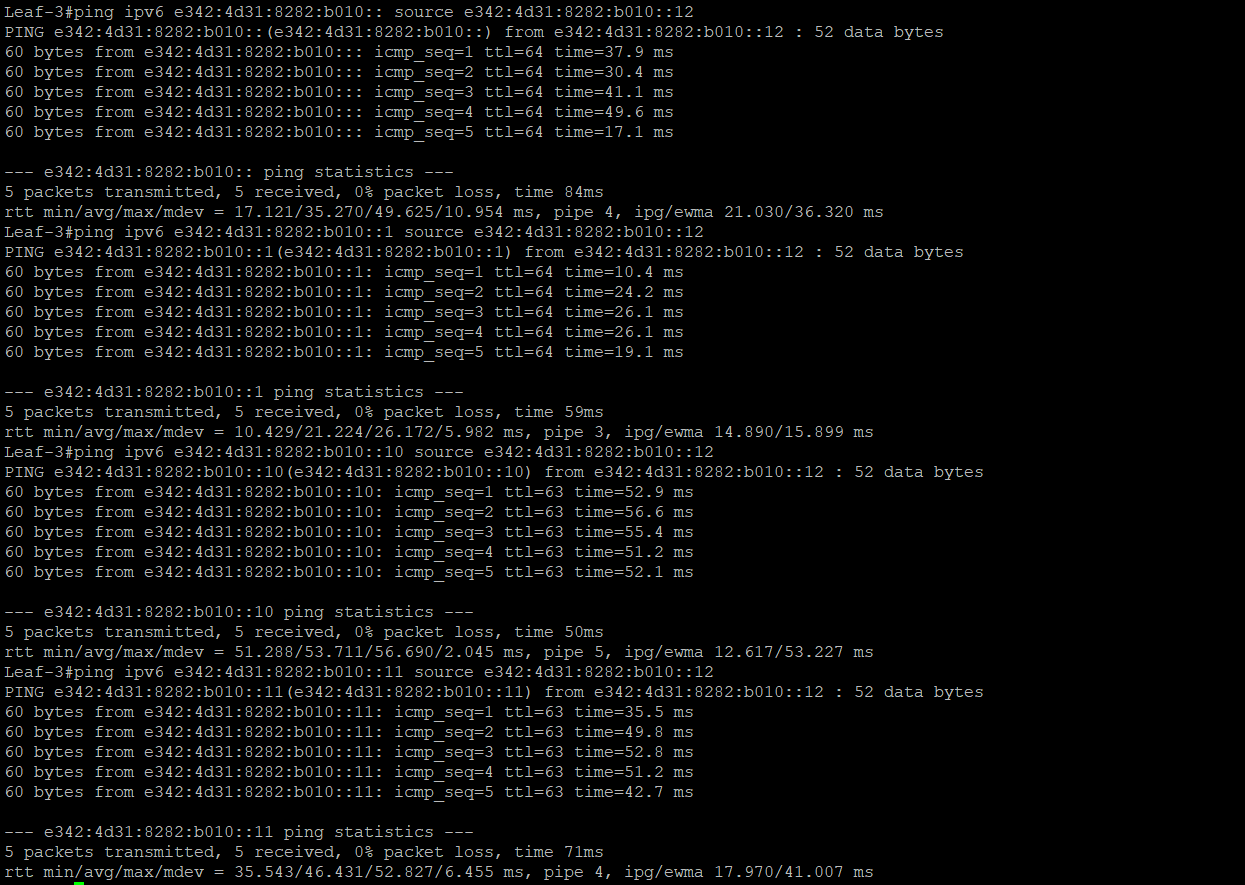 Leaf-3#ping ipv6 e342:4d31:8282:b010:: source e342:4d31:8282:b010::12
PING e342:4d31:8282:b010::(e342:4d31:8282:b010::) from e342:4d31:8282:b010::12 : 52 data bytes
60 bytes from e342:4d31:8282:b010::: icmp_seq=1 ttl=64 time=37.9 ms
60 bytes from e342:4d31:8282:b010::: icmp_seq=2 ttl=64 time=30.4 ms
60 bytes from e342:4d31:8282:b010::: icmp_seq=3 ttl=64 time=41.1 ms
60 bytes from e342:4d31:8282:b010::: icmp_seq=4 ttl=64 time=49.6 ms
60 bytes from e342:4d31:8282:b010::: icmp_seq=5 ttl=64 time=17.1 ms

--- e342:4d31:8282:b010:: ping statistics ---
5 packets transmitted, 5 received, 0% packet loss, time 84ms
rtt min/avg/max/mdev = 17.121/35.270/49.625/10.954 ms, pipe 4, ipg/ewma 21.030/36.320 ms
Leaf-3#ping ipv6 e342:4d31:8282:b010::1 source e342:4d31:8282:b010::12
PING e342:4d31:8282:b010::1(e342:4d31:8282:b010::1) from e342:4d31:8282:b010::12 : 52 data bytes
60 bytes from e342:4d31:8282:b010::1: icmp_seq=1 ttl=64 time=10.4 ms
60 bytes from e342:4d31:8282:b010::1: icmp_seq=2 ttl=64 time=24.2 ms
60 bytes from e342:4d31:8282:b010::1: icmp_seq=3 ttl=64 time=26.1 ms
60 bytes from e342:4d31:8282:b010::1: icmp_seq=4 ttl=64 time=26.1 ms
60 bytes from e342:4d31:8282:b010::1: icmp_seq=5 ttl=64 time=19.1 ms

--- e342:4d31:8282:b010::1 ping statistics ---
5 packets transmitted, 5 received, 0% packet loss, time 59ms
rtt min/avg/max/mdev = 10.429/21.224/26.172/5.982 ms, pipe 3, ipg/ewma 14.890/15.899 ms
Leaf-3#ping ipv6 e342:4d31:8282:b010::10 source e342:4d31:8282:b010::12
PING e342:4d31:8282:b010::10(e342:4d31:8282:b010::10) from e342:4d31:8282:b010::12 : 52 data bytes
60 bytes from e342:4d31:8282:b010::10: icmp_seq=1 ttl=63 time=52.9 ms
60 bytes from e342:4d31:8282:b010::10: icmp_seq=2 ttl=63 time=56.6 ms
60 bytes from e342:4d31:8282:b010::10: icmp_seq=3 ttl=63 time=55.4 ms
60 bytes from e342:4d31:8282:b010::10: icmp_seq=4 ttl=63 time=51.2 ms
60 bytes from e342:4d31:8282:b010::10: icmp_seq=5 ttl=63 time=52.1 ms

--- e342:4d31:8282:b010::10 ping statistics ---
5 packets transmitted, 5 received, 0% packet loss, time 50ms
rtt min/avg/max/mdev = 51.288/53.711/56.690/2.045 ms, pipe 5, ipg/ewma 12.617/53.227 ms
Leaf-3#ping ipv6 e342:4d31:8282:b010::11 source e342:4d31:8282:b010::12
PING e342:4d31:8282:b010::11(e342:4d31:8282:b010::11) from e342:4d31:8282:b010::12 : 52 data bytes
60 bytes from e342:4d31:8282:b010::11: icmp_seq=1 ttl=63 time=35.5 ms
60 bytes from e342:4d31:8282:b010::11: icmp_seq=2 ttl=63 time=49.8 ms
60 bytes from e342:4d31:8282:b010::11: icmp_seq=3 ttl=63 time=52.8 ms
60 bytes from e342:4d31:8282:b010::11: icmp_seq=4 ttl=63 time=51.2 ms
60 bytes from e342:4d31:8282:b010::11: icmp_seq=5 ttl=63 time=42.7 ms

--- e342:4d31:8282:b010::11 ping statistics ---
5 packets transmitted, 5 received, 0% packet loss, time 71ms
rtt min/avg/max/mdev = 35.543/46.431/52.827/6.455 ms, pipe 4, ipg/ewma 17.970/41.007 ms